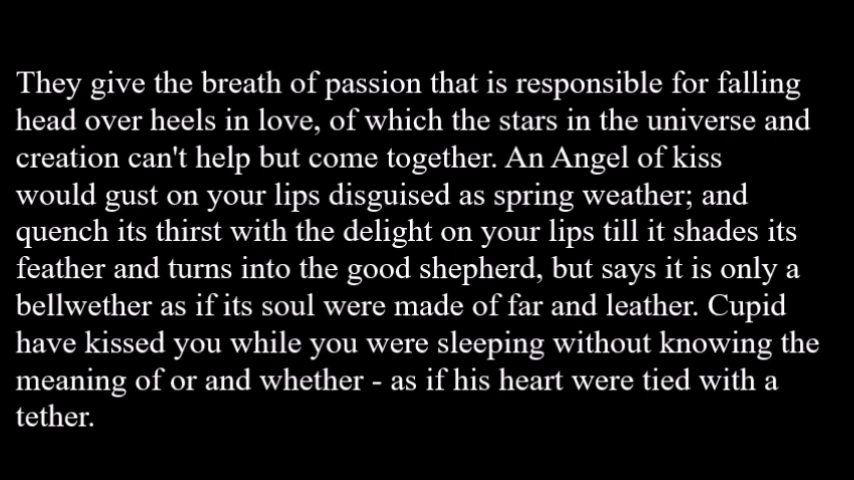 They give the breath of passion that is responsible for falling
head over heels in love, of which the stars in the universe and
creation can't help but come together. An Angel of kiss
would gust on your lips disguised as spring weather; and
quench its thirst with the delight on your lips till it shades its
feather and turns into the good shepherd, but says it is only a
bellwether as if its soul were made of far and leather. Cupid
have kissed you while you were sleeping without knowing the
meaning of or and whether - as if his heart were tied with a
tether.